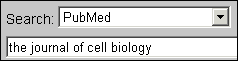 Search: PubMed
the journal of cell biology